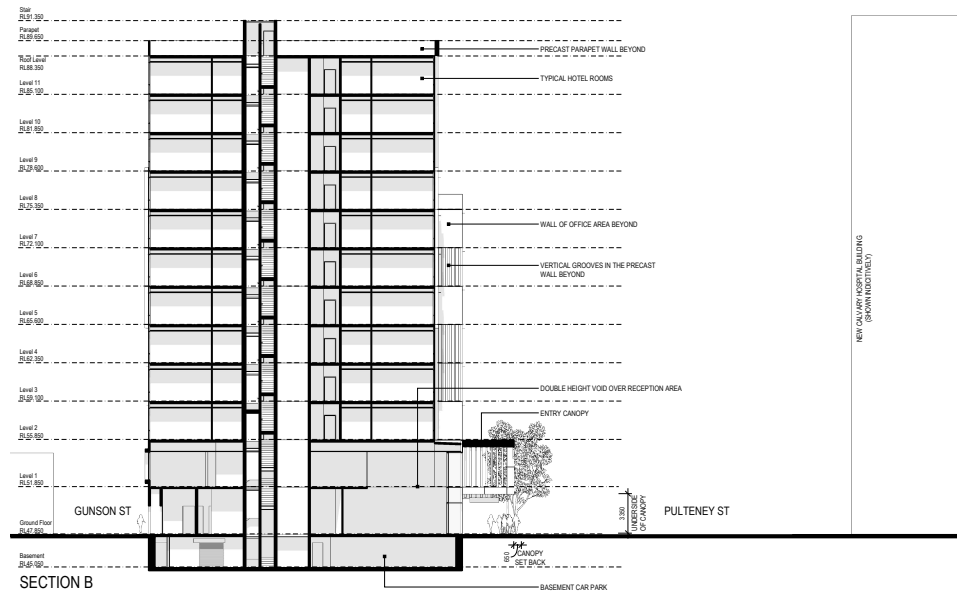 Stair
RL91.350
Parapet
RL89.650
Roof Level
RL88.350
Level 11
RL85.100
Level 10
RL81.850
Level 9
RL78.600
Level 8
RL75.350
Level 7
RL72.100
Level 6
RL68.850
Level 5
RL65.600
Level 4
RL62.350
Level 3
RL59.100
Level 2
RL55.850
Level 1
RL51.850
Ground Floor
RL47.850
Basement
RL45.050
PRECAST PARAPET WALL BEYOND
TYPICAL HOTEL ROOMS
WALL OF OFFICE AREA BEYOND
VERTICAL GROOVES IN THE PRECAST
WALL BEYOND
DOUBLE HEIGHT VOID OVER RECEPTION AREA
ENTRY CANOPY
GUNSON ST
3350
UNDERSIDE
OF CANOPY
PULTENEY ST
650
CANOPY
SET BACK
BASEMENT CAR PARK
NEW CALVARY HOSPITAL BUILDING
(SHOWN INDICITIVELY)
SECTION B